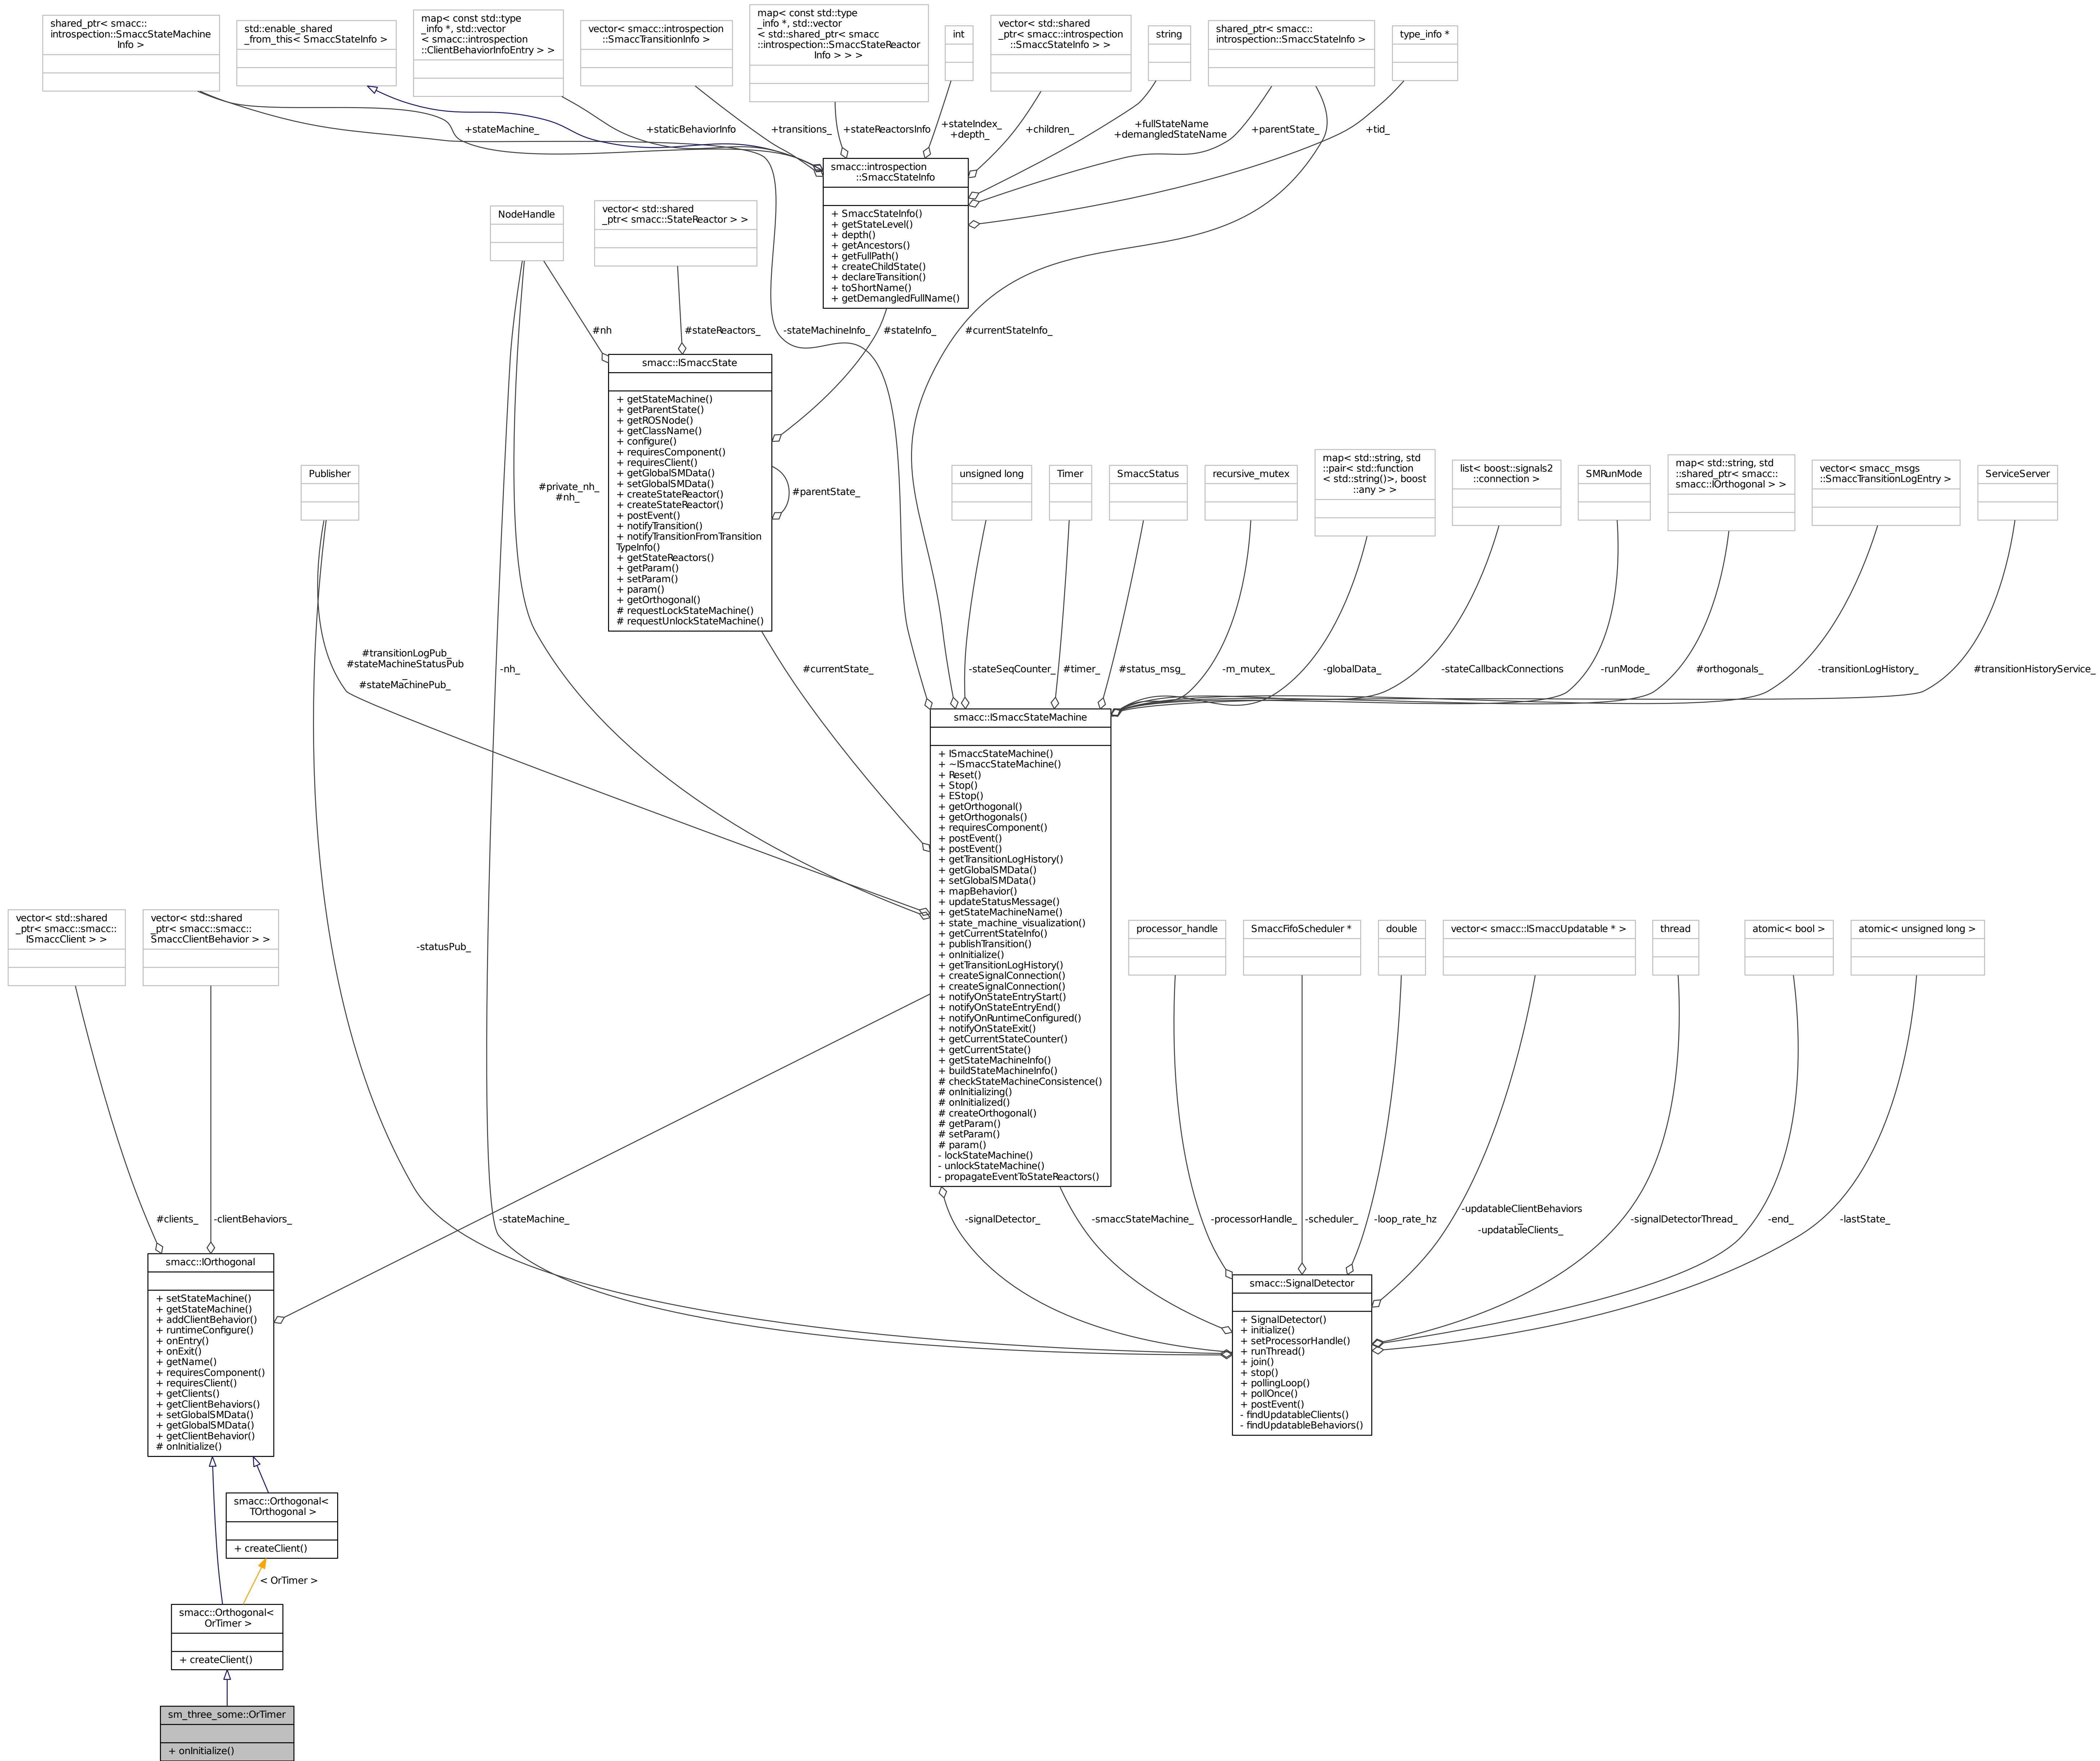 shared_ptr< smacc::
introspection::SmaccStateMachine
Info >
std::enable_shared
_from_this< SmaccStateInfo >
map< const std::type
_info *, std::vector
< smacc::introspection
::ClientBehaviorInfoEntry > >
vector< smacc::introspection
::SmaccTransitionInfo >
map< const std::type
_info *, std::vector
< std::shared_ptr< smacc
::introspection::SmaccStateReactor
Info > > >
int
vector< std::shared
_ptr< smacc::introspection
::SmaccStateInfo > >
string
shared_ptr< smacc::
introspection::SmaccStateInfo >
type_info *
+stateMachine_
+staticBehaviorInfo
+transitions_
+stateReactorsInfo
+stateIndex_
+depth_
+children_
+fullStateName
+demangledStateName
+parentState_
+tid_
smacc::introspection
::SmaccStateInfo
+ SmaccStateInfo()
+ getStateLevel()
+ depth()
+ getAncestors()
+ getFullPath()
+ createChildState()
+ declareTransition()
+ toShortName()
+ getDemangledFullName()
NodeHandle
vector< std::shared
_ptr< smacc::StateReactor > >
#nh
#stateReactors_
-stateMachineInfo_
#stateInfo_
#currentStateInfo_
smacc::ISmaccState
+ getStateMachine()
+ getParentState()
+ getROSNode()
+ getClassName()
+ configure()
+ requiresComponent()
+ requiresClient()
+ getGlobalSMData()
+ setGlobalSMData()
+ createStateReactor()
+ createStateReactor()
+ postEvent()
+ notifyTransition()
+ notifyTransitionFromTransition
TypeInfo()
+ getStateReactors()
+ getParam()
+ setParam()
+ param()
+ getOrthogonal()
# requestLockStateMachine()
# requestUnlockStateMachine()
#parentState_
Publisher
#private_nh_
#nh_
unsigned long
Timer
SmaccStatus
recursive_mutex
map< std::string, std
::pair< std::function
< std::string()>, boost
::any > >
list< boost::signals2
::connection >
SMRunMode
map< std::string, std
::shared_ptr< smacc::
smacc::IOrthogonal > >
vector< smacc_msgs
::SmaccTransitionLogEntry >
ServiceServer
#transitionLogPub_
#stateMachineStatusPub
_
#stateMachinePub_
-nh_
#currentState_
-stateSeqCounter_
#timer_
#status_msg_
-m_mutex_
-globalData_
-stateCallbackConnections
-runMode_
#orthogonals_
-transitionLogHistory_
#transitionHistoryService_
smacc::ISmaccStateMachine
+ ISmaccStateMachine()
+ ~ISmaccStateMachine()
+ Reset()
+ Stop()
+ EStop()
+ getOrthogonal()
+ getOrthogonals()
+ requiresComponent()
+ postEvent()
+ postEvent()
+ getTransitionLogHistory()
+ getGlobalSMData()
+ setGlobalSMData()
+ mapBehavior()
+ updateStatusMessage()
+ getStateMachineName()
+ state_machine_visualization()
+ getCurrentStateInfo()
+ publishTransition()
+ onInitialize()
+ getTransitionLogHistory()
+ createSignalConnection()
+ createSignalConnection()
+ notifyOnStateEntryStart()
+ notifyOnStateEntryEnd()
+ notifyOnRuntimeConfigured()
+ notifyOnStateExit()
+ getCurrentStateCounter()
+ getCurrentState()
+ getStateMachineInfo()
+ buildStateMachineInfo()
# checkStateMachineConsistence()
# onInitializing()
# onInitialized()
# createOrthogonal()
# getParam()
# setParam()
# param()
- lockStateMachine()
- unlockStateMachine()
- propagateEventToStateReactors()
vector< std::shared
_ptr< smacc::smacc::
ISmaccClient > >
vector< std::shared
_ptr< smacc::smacc::
SmaccClientBehavior > >
-statusPub_
processor_handle
SmaccFifoScheduler *
double
vector< smacc::ISmaccUpdatable * >
thread
atomic< bool >
atomic< unsigned long >
#clients_
-clientBehaviors_
-stateMachine_
-signalDetector_
-smaccStateMachine_
-processorHandle_
-scheduler_
-loop_rate_hz
-updatableClientBehaviors
_
-updatableClients_
-signalDetectorThread_
-end_
-lastState_
smacc::IOrthogonal
+ setStateMachine()
+ getStateMachine()
+ addClientBehavior()
+ runtimeConfigure()
+ onEntry()
+ onExit()
+ getName()
+ requiresComponent()
+ requiresClient()
+ getClients()
+ getClientBehaviors()
+ setGlobalSMData()
+ getGlobalSMData()
+ getClientBehavior()
# onInitialize()
smacc::SignalDetector
+ SignalDetector()
+ initialize()
+ setProcessorHandle()
+ runThread()
+ join()
+ stop()
+ pollingLoop()
+ pollOnce()
+ postEvent()
- findUpdatableClients()
- findUpdatableBehaviors()
smacc::Orthogonal<
TOrthogonal >
+ createClient()
< OrTimer >
smacc::Orthogonal<
OrTimer >
+ createClient()
sm_three_some::OrTimer
+ onInitialize()